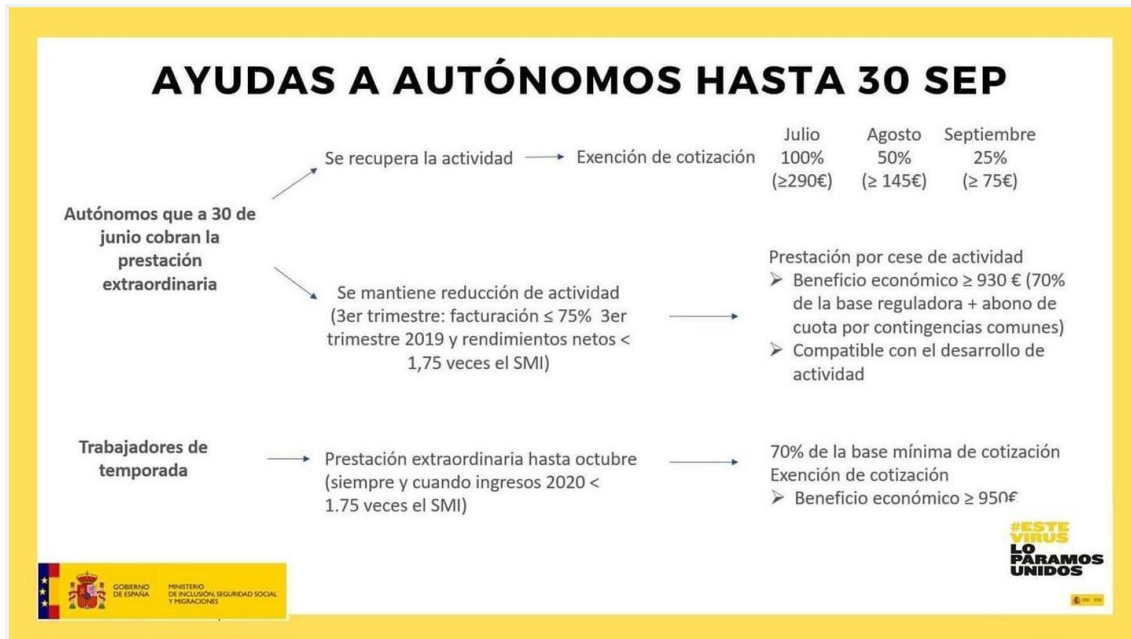 AYUDAS A AUTÓNOMOS HASTA 30 SEP
Julio Agosto Septiembre
Se recupera la actividad Exención de cotización 100% 50% 25%
(≥290€) (≥ 145€) (≥ 75€)
Autónomos que a 30 de
junio cobran la
prestación
extraordinaria
Se mantiene reducción de actividad
(3er trimestre: facturación ≤ 75% 3er
trimestre 2019 y rendimientos netos <
1,75 veces el SMI)
Prestación por cese de actividad
➢ Beneficio económico ≥ 930 € (70%
de la base reguladora + abono de
cuota por contingencias comunes)
➢ Compatible con el desarrollo de
actividad
Trabajadores de
temporada
Prestación extraordinaria hasta octubre
(siempre y cuando ingresos 2020 <
1.75 veces el SMI)
70% de la base mínima de cotización
Exención de cotización
➢ Beneficio económico ≥ 950€
#ESTE
VIRUS
LO
PARAMOS
UNIDOS
GOBIERNO
DE ESPAÑA
MINISTERIO
DE INCLUSIÓN, SEGURIDAD SOCIAL
Y MIGRACIONES